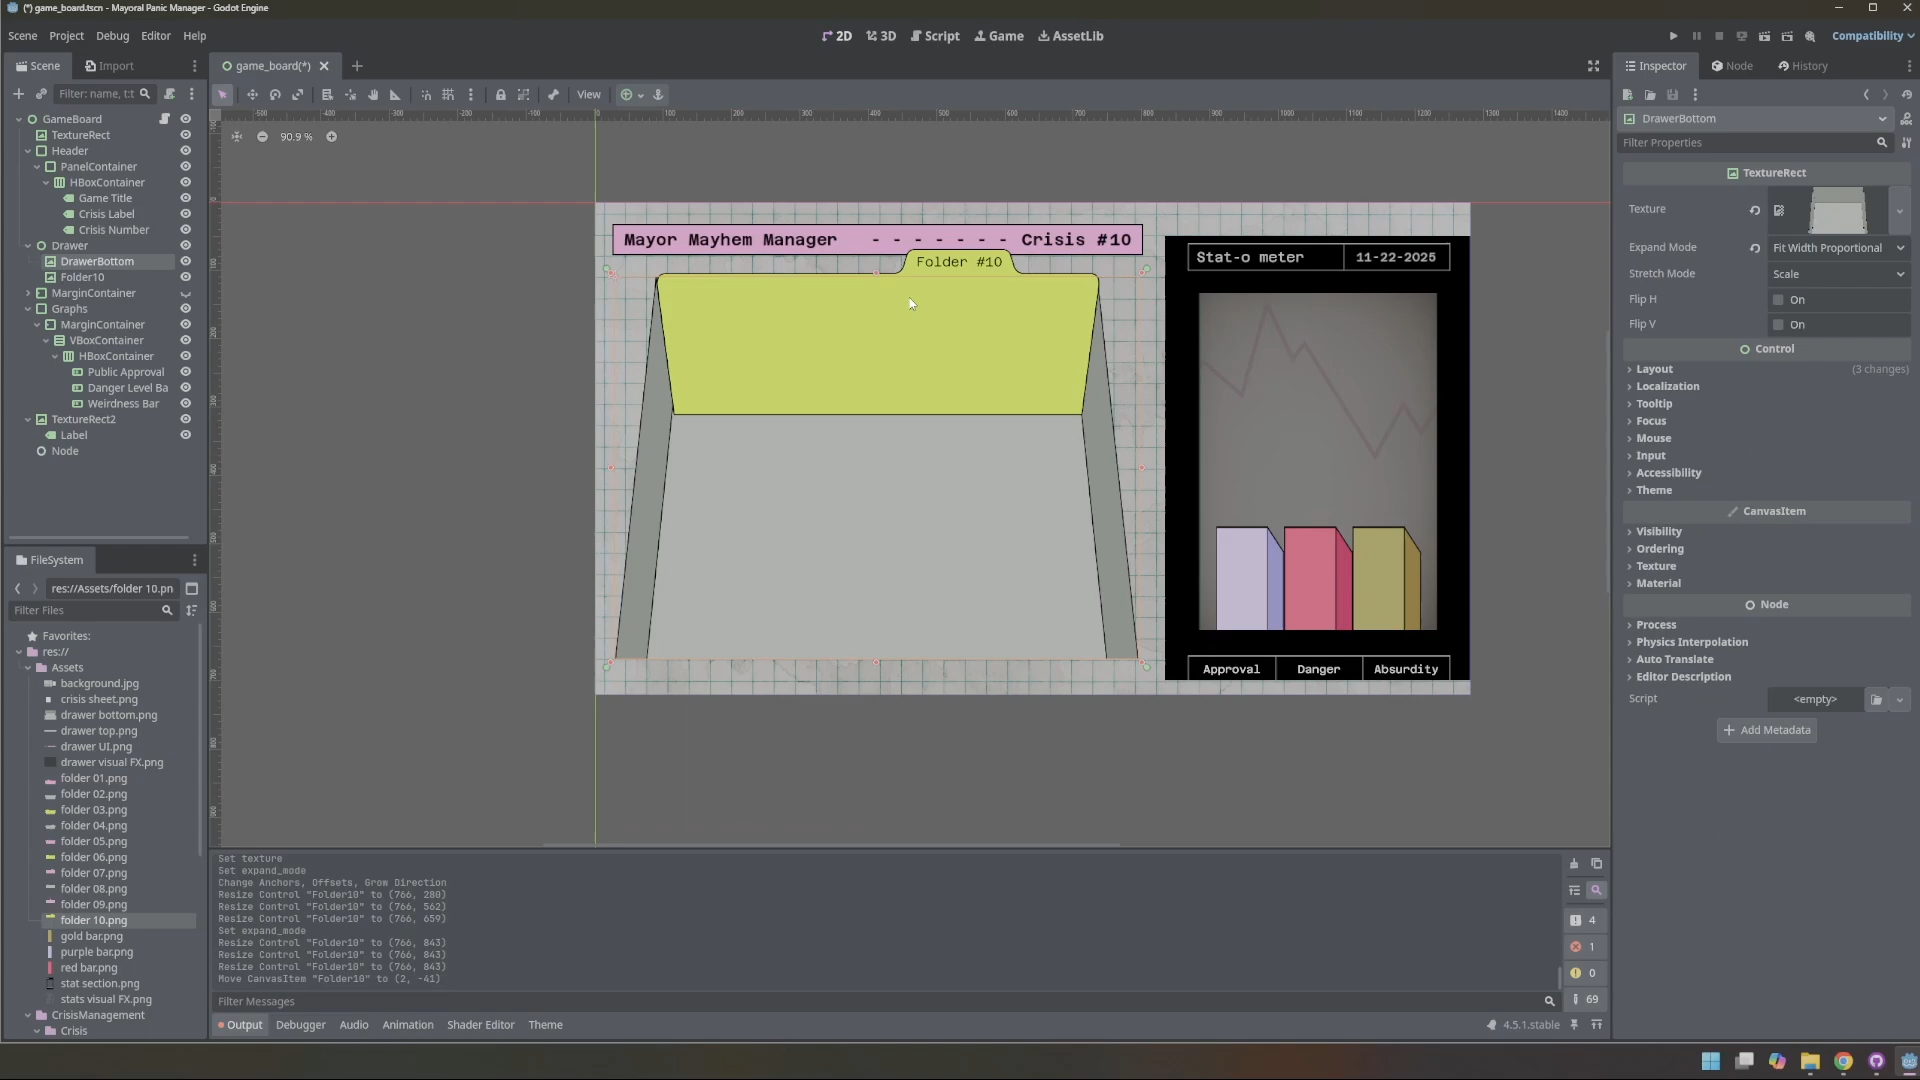 (*) game_board.tscn - Mayoral Panic Manager - Godot Engine
Scene Project Debug Editor Help
2D 3D Script Game AssetLib
Compatibility
Scene Import
game_board(*)
Inspector Node History
Filter: name, t:t
View
DrawerBottom
Filter Properties
90.9 %
GameBoard
TextureRect
Header
PanelContainer
HBoxContainer
Game Title
Crisis Label
Crisis Number
Drawer
DrawerBottom
Folder10
MarginContainer
Graphs
MarginContainer
VBoxContainer
HBoxContainer
Public Approval
Danger Level Ba
Weirdness Bar
TextureRect2
Label
Node
FileSystem
res://Assets/folder 10.pn
Filter Files
Favorites:
res://
Assets
background.jpg
crisis sheet.png
drawer bottom.png
drawer top.png
drawer UI.png
drawer visual FX.png
folder 01.png
folder 02.png
folder 03.png
folder 04.png
folder 05.png
folder 06.png
folder 07.png
folder 08.png
folder 09.png
folder 10.png
gold bar.png
purple bar.png
red bar.png
stat section.png
stats visual FX.png
CrisisManagement
Crisis
Mayor Mayhem Manager - - - - - - - Crisis #10
Folder #10
Stat-o meter 11-22-2025
Approval Danger Absurdity
Set texture
Set expand_mode
Change Anchors, Offsets, Grow Direction
Resize Control "Folder10" to (766, 280)
Resize Control "Folder10" to (766, 562)
Resize Control "Folder10" to (766, 659)
Set expand_mode
Resize Control "Folder10" to (766, 843)
Resize Control "Folder10" to (766, 843)
Resize Control "Folder10" to (766, 843)
Move CanvasItem "Folder10" to (2, -41)
Filter Messages
4
1
0
69
Output Debugger Audio Animation Shader Editor Theme
4.5.1.stable
TextureRect
Texture
Expand Mode Fit Width Proportional
Stretch Mode Scale
Flip H On
Flip V On
Control
Layout (3 changes)
Localization
Tooltip
Focus
Mouse
Input
Accessibility
Theme
CanvasItem
Visibility
Ordering
Texture
Material
Node
Process
Physics Interpolation
Auto Translate
Editor Description
Script <empty>
Add Metadata